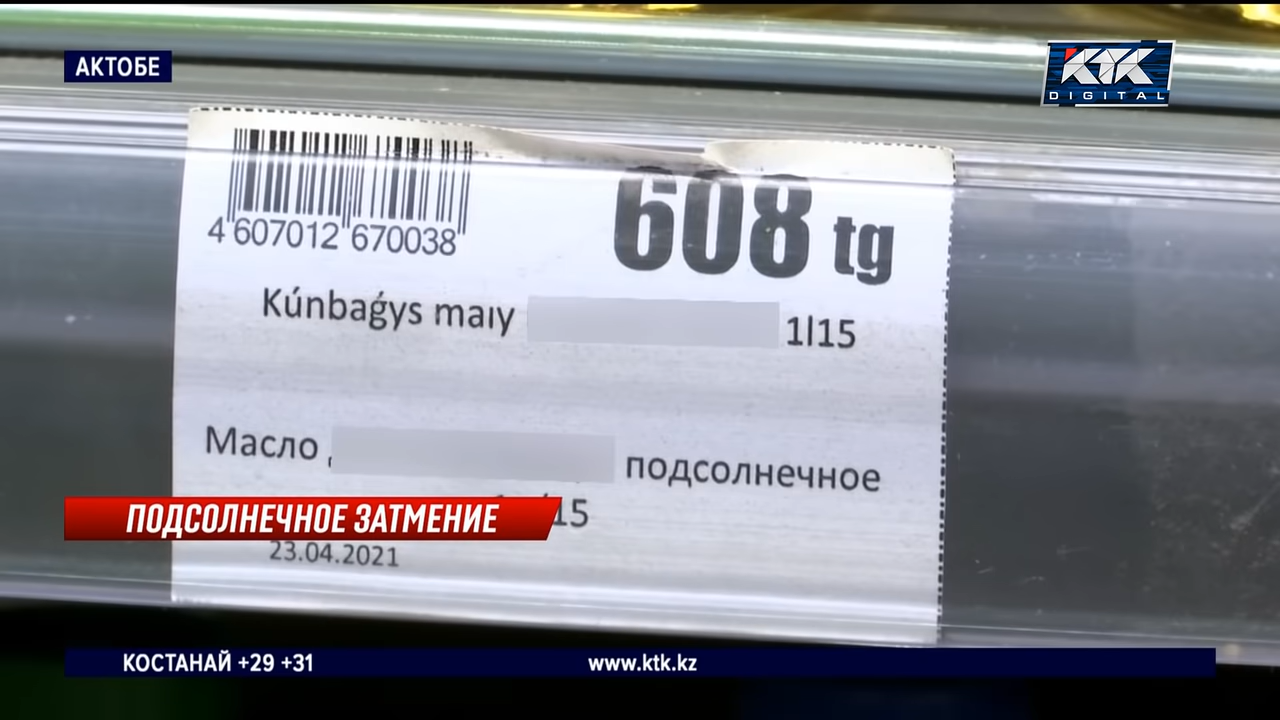 АКТОБЕ
КТК
DIGITAL
608 tg
4 607012 670038
Kúnbaǵys maıy 1l15
Масло подсолнечное
15
ПОДСОЛНЕЧНОЕ ЗАТМЕНИЕ
23.04.2021
КОСТАНАЙ +29 +31
www.ktk.kz